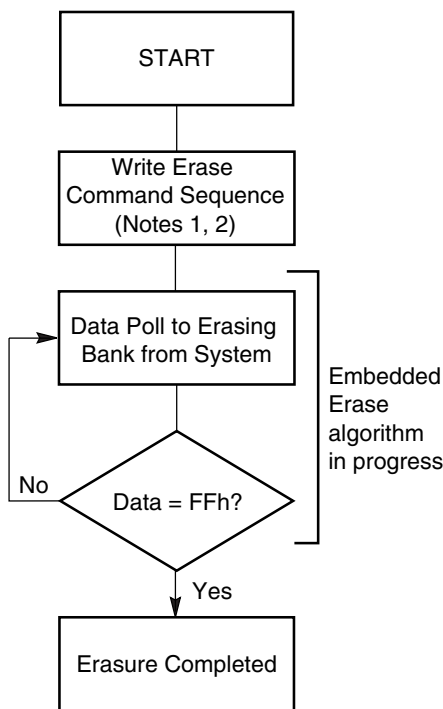 START
Write Erase
Command Sequence
(Notes 1, 2)
Data Poll to Erasing
Bank from System
Embedded
Erase
algorithm
in progress
No
Data = FFh?
Yes
Erasure Completed